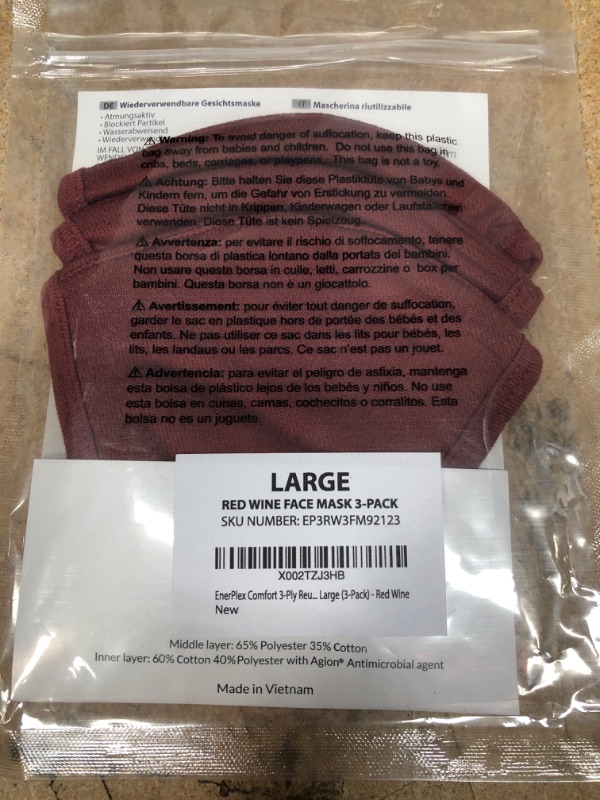 DE Wiederverwendbare Gesichtsmaske
IT Mascherina riutilizzabile
• Atmungsaktiv
• Blockiert Partikel
• Wasserabweisend
IM FALL
⚠ Warning: To avoid danger of suffocation, keep this plastic
bag away from babies and children. Do not use this bag in
cribs, beds, carriages, or playpens. This bag is not a toy.
⚠ Achtung: Bitte halten Sie diese Plastiktüte von Babys und
Kindern fern, um die Gefahr von Erstickung zu vermeiden.
Diese Tüte nicht in Krippen, Kinderwagen oder Laufställchen
verwenden. Diese Tüte ist kein Spielzeug.
⚠ Avvertenza: per evitare il rischio di soffocamento, tenere
questa borsa di plastica lontano dalla portata dei bambini.
Non usare questa borsa in culle, letti, carrozzine o box per
bambini. Questa borsa non è un giocattolo.
⚠ Avertissement: pour éviter tout danger de suffocation,
garder le sac en plastique hors de portée des bébés et des
enfants. Ne pas utiliser ce sac dans les lits pour bébés, les
lits, les landaus ou les parcs. Ce sac n'est pas un jouet.
⚠ Advertencia: para evitar el peligro de asfixia, mantenga
esta bolsa de plástico lejos de los bebés y niños. No use
esta bolsa en cunas, camas, cochecitos o corralitos. Esta
bolsa no es un juguete.
LARGE
RED WINE FACE MASK 3-PACK
SKU NUMBER: EP3RW3FM92123
X002TZJ3HB
EnerPlex Comfort 3-Ply Reu... Large (3-Pack) - Red Wine
New
Middle layer: 65% Polyester 35% Cotton
Inner layer: 60% Cotton 40%Polyester with Agion® Antimicrobial agent
Made in Vietnam